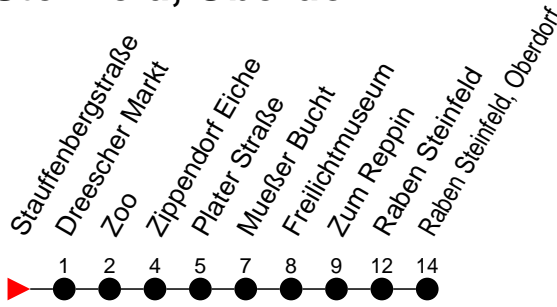 Stauffenbergstraße
Dreescher Markt
Zoo
Zippendorf Eiche
Plater Straße
Mueßer Bucht
Freilichtmuseum
Zum Reppin
Raben Steinfeld
Raben Steinfeld, Oberdorf
1 2 4 5 7 8 9 12 14